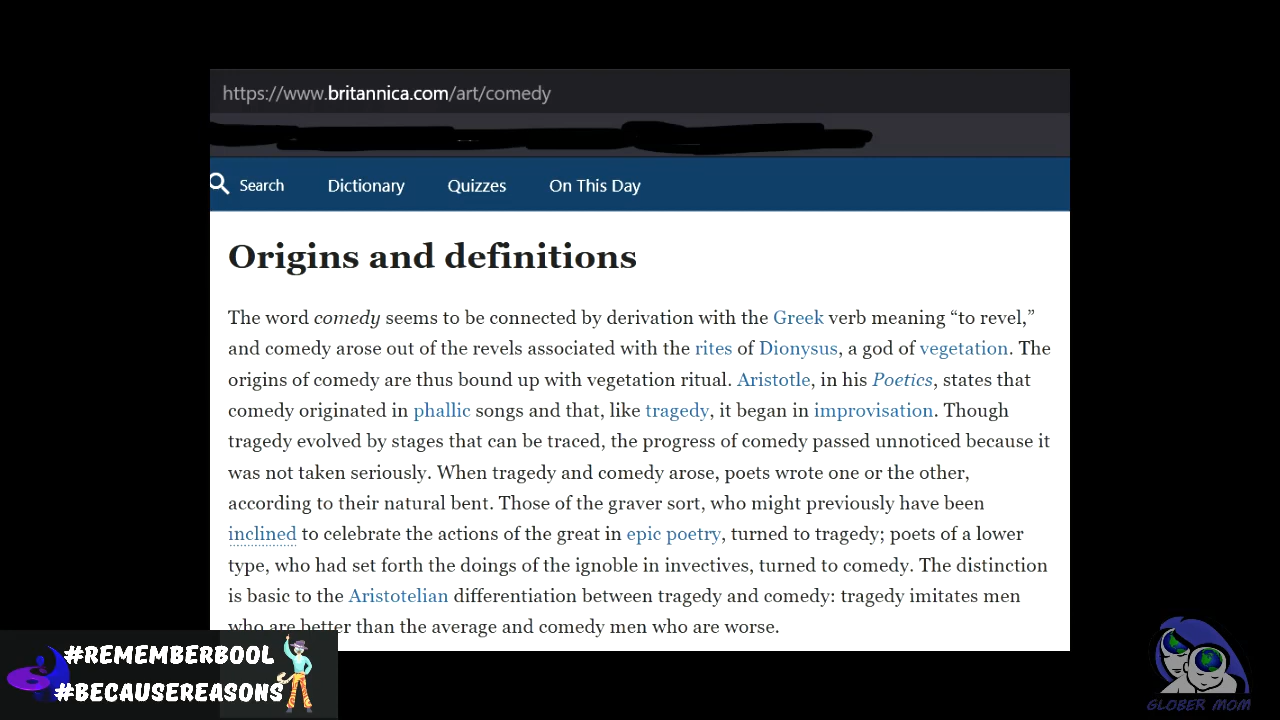 https://www.britannica.com/art/comedy
Search Dictionary Quizzes On This Day
Origins and definitions
The word comedy seems to be connected by derivation with the Greek verb meaning “to revel,”
and comedy arose out of the revels associated with the rites of Dionysus, a god of vegetation. The
origins of comedy are thus bound up with vegetation ritual. Aristotle, in his Poetics, states that
comedy originated in phallic songs and that, like tragedy, it began in improvisation. Though
tragedy evolved by stages that can be traced, the progress of comedy passed unnoticed because it
was not taken seriously. When tragedy and comedy arose, poets wrote one or the other,
according to their natural bent. Those of the graver sort, who might previously have been
inclined to celebrate the actions of the great in epic poetry, turned to tragedy; poets of a lower
type, who had set forth the doings of the ignoble in invectives, turned to comedy. The distinction
is basic to the Aristotelian differentiation between tragedy and comedy: tragedy imitates men
who are better than the average and comedy men who are worse.
#REMEMBERBOOL
#BECAUSEREASONS
GLOBER MOM